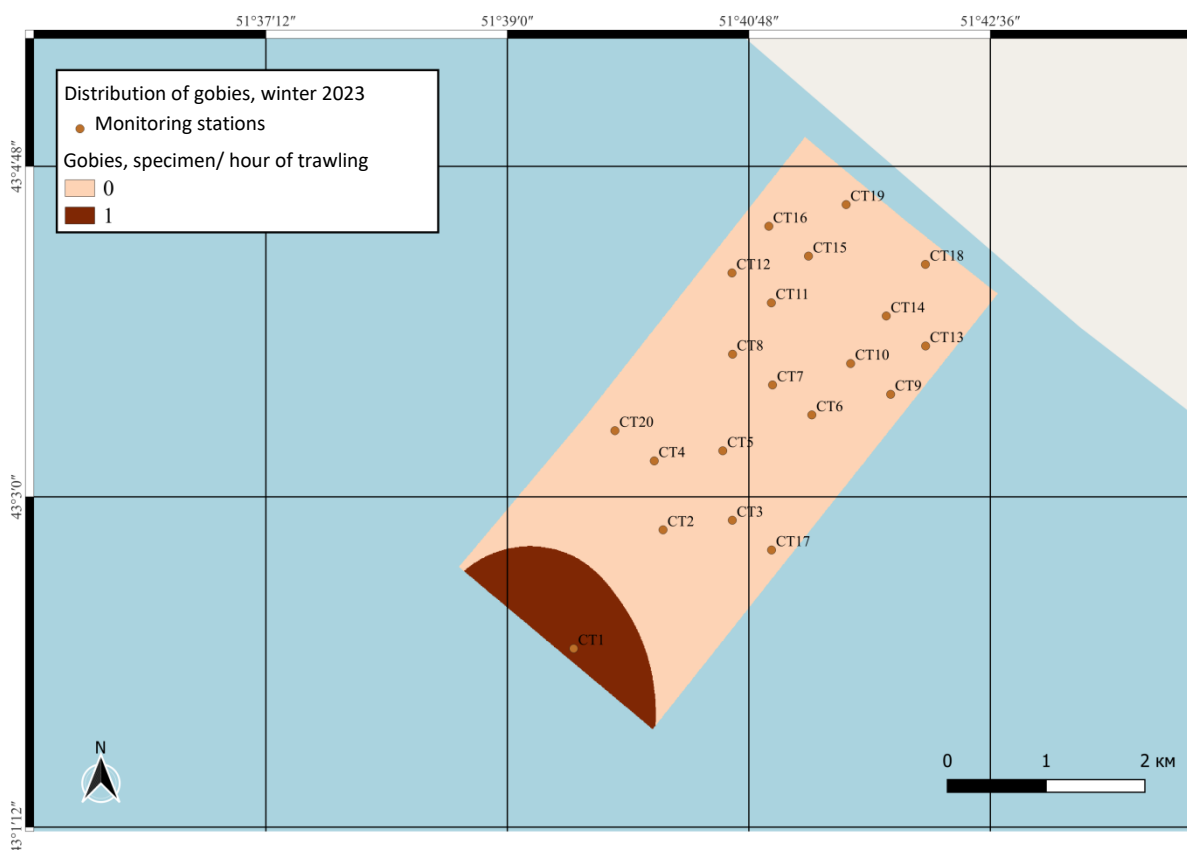 51°37'12" 51°39'0" 51°40'48" 51°42'36"
Distribution of gobies, winter 2023
Monitoring stations
Gobies, specimen/ hour of trawling
0
1
43°4'48"
43°3'0"
43°1'12"
CT19
CT16
CT15
CT18
CT12
CT11
CT14
CT13
CT8
CT10
CT7
CT9
CT6
CT20
CT5
CT4
CT3
CT2
CT17
CT1
N
0 1 2 км